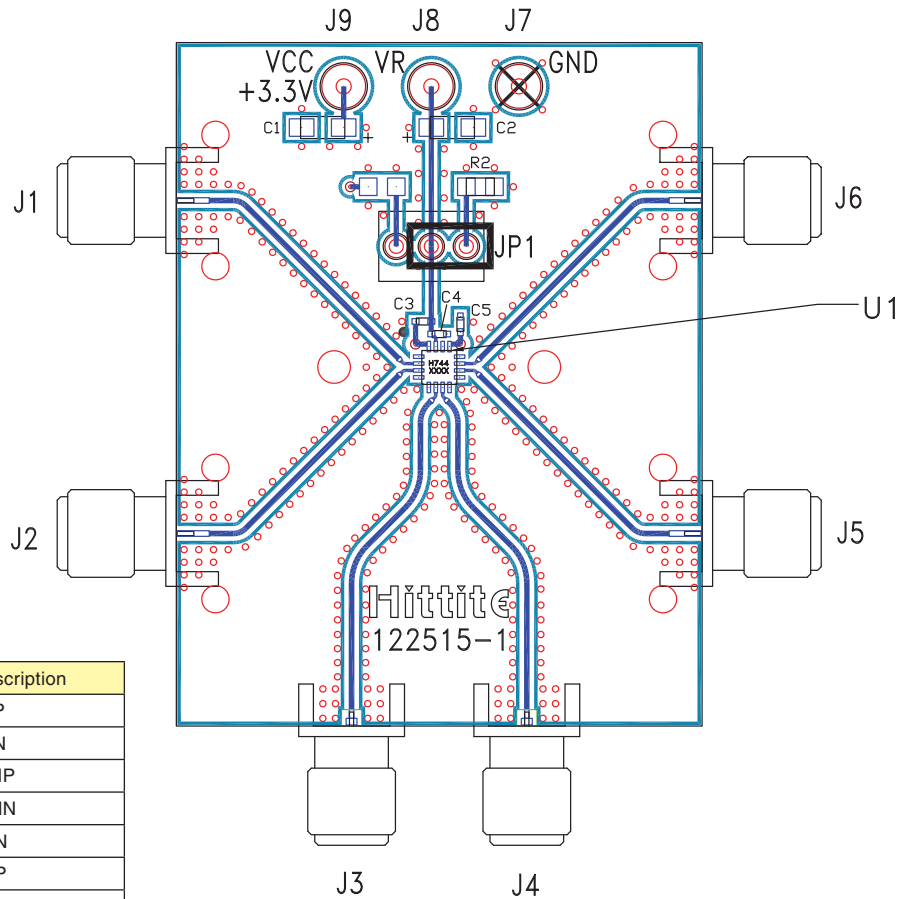 J9 J8 J7
VCC VR GND
+3.3V
C1 + + C2
R2
J1 J6
JP1
C3 C4 C5
U1
H744
XXXX
J2 J5
Hittite
122515-1
scription
P
N
IP
IN
N
P
J3 J4